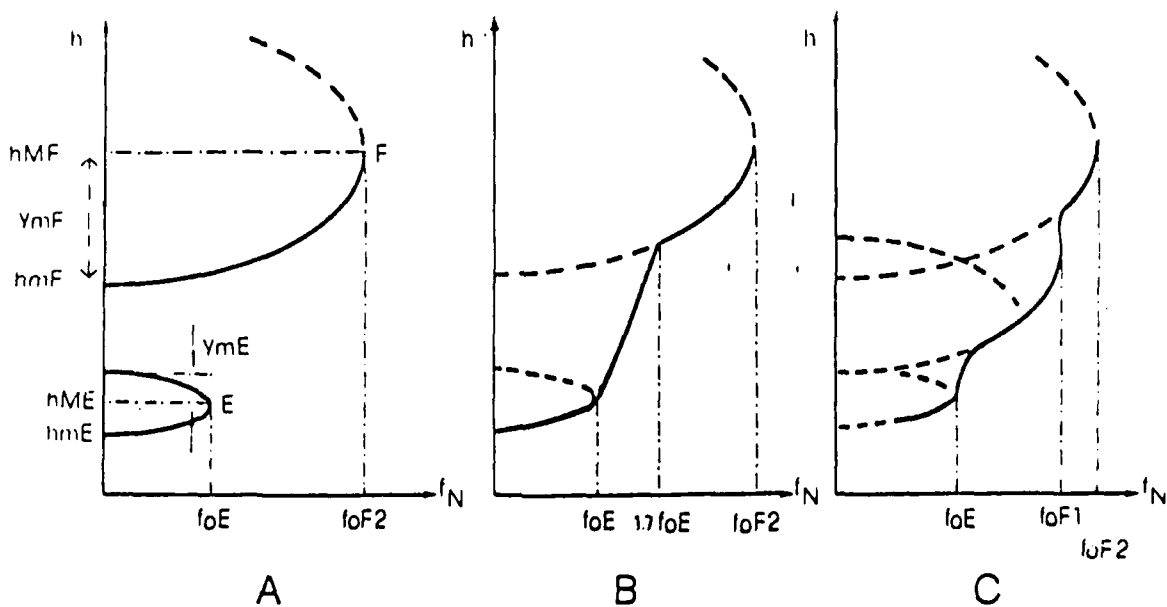 h
hMF
YmF
hmF
F
YmE
hME
E
hmE
fN
foE
foF2
A
h
fN
foE
1.7 foE
foF2
B
h
fN
foE
foF1
foF2
C